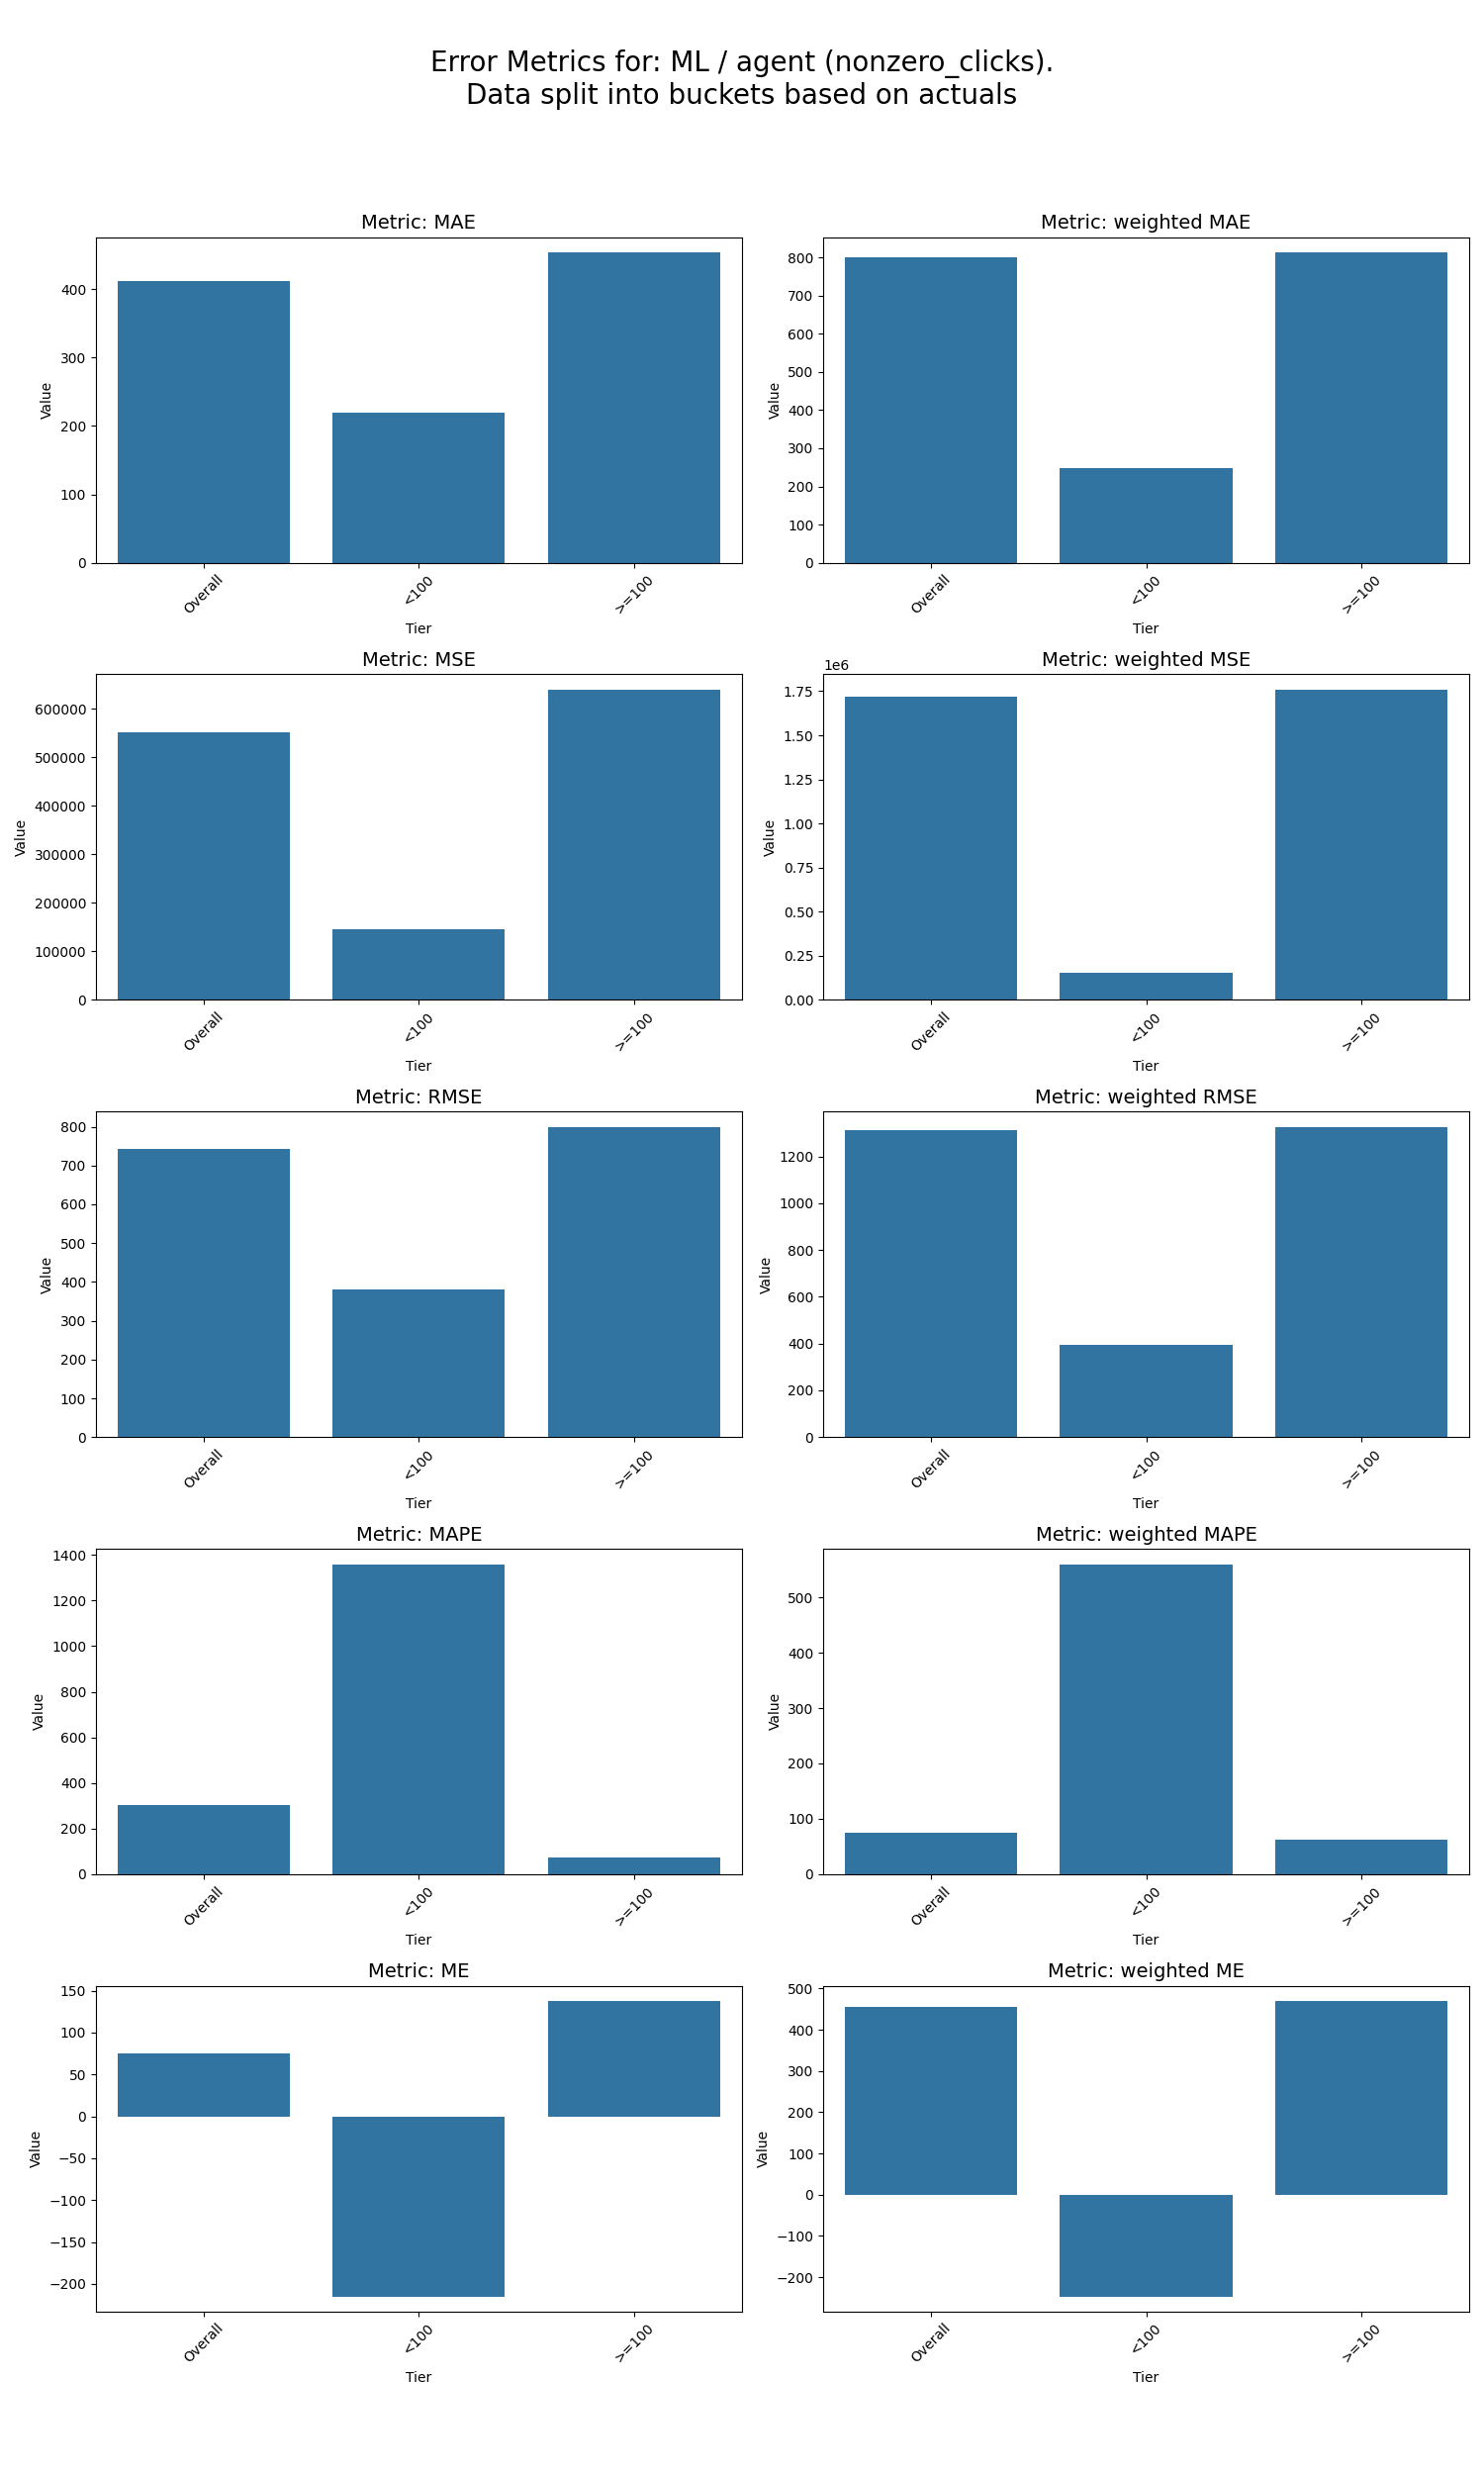 Error Metrics for: ML / agent (nonzero_clicks).
Data split into buckets based on actuals
Metric: MAE
Value
400
300
200
100
0
Overall
<100
>=100
Tier
Metric: weighted MAE
Value
800
700
600
500
400
300
200
100
0
Overall
<100
>=100
Tier
Metric: MSE
Value
600000
500000
400000
300000
200000
100000
0
Overall
<100
>=100
Tier
Metric: weighted MSE
1e6
Value
1.75
1.50
1.25
1.00
0.75
0.50
0.25
0.00
Overall
<100
>=100
Tier
Metric: RMSE
Value
800
700
600
500
400
300
200
100
0
Overall
<100
>=100
Tier
Metric: weighted RMSE
Value
1200
1000
800
600
400
200
0
Overall
<100
>=100
Tier
Metric: MAPE
Value
1400
1200
1000
800
600
400
200
0
Overall
<100
>=100
Tier
Metric: weighted MAPE
Value
500
400
300
200
100
0
Overall
<100
>=100
Tier
Metric: ME
Value
150
100
50
0
−50
−100
−150
−200
Overall
<100
>=100
Tier
Metric: weighted ME
Value
500
400
300
200
100
0
−100
−200
Overall
<100
>=100
Tier